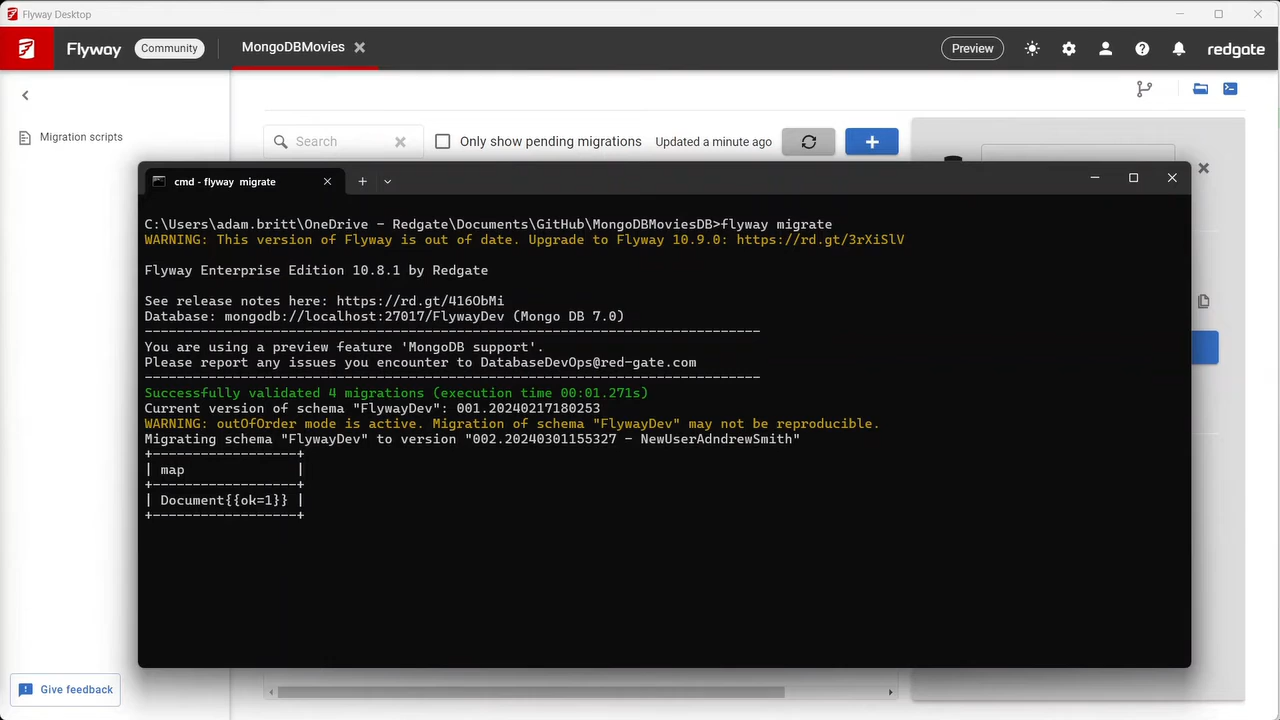 Flyway Desktop
Flyway Community MongoDBMovies Preview redgate
Migration scripts
Search Only show pending migrations Updated a minute ago +
cmd - flyway migrate
C:\Users\adam.britt\OneDrive - Redgate\Documents\GitHub\MongoDBMoviesDB>flyway migrate
WARNING: This version of Flyway is out of date. Upgrade to Flyway 10.9.0: https://rd.gt/3rXiSlV
Flyway Enterprise Edition 10.8.1 by Redgate
See release notes here: https://rd.gt/416ObMi
Database: mongodb://localhost:27017/FlywayDev (Mongo DB 7.0)
-----------------------------------------------------------------------------
You are using a preview feature 'MongoDB support'.
Please report any issues you encounter to DatabaseDevOps@red-gate.com
-----------------------------------------------------------------------------
Successfully validated 4 migrations (execution time 00:01.271s)
Current version of schema "FlywayDev": 001.20240217180253
WARNING: outOfOrder mode is active. Migration of schema "FlywayDev" may not be reproducible.
Migrating schema "FlywayDev" to version "002.20240301155327 - NewUserAdndrewSmith"
+------------------+
| map              |
+------------------+
| Document{{ok=1}} |
+------------------+
Give feedback